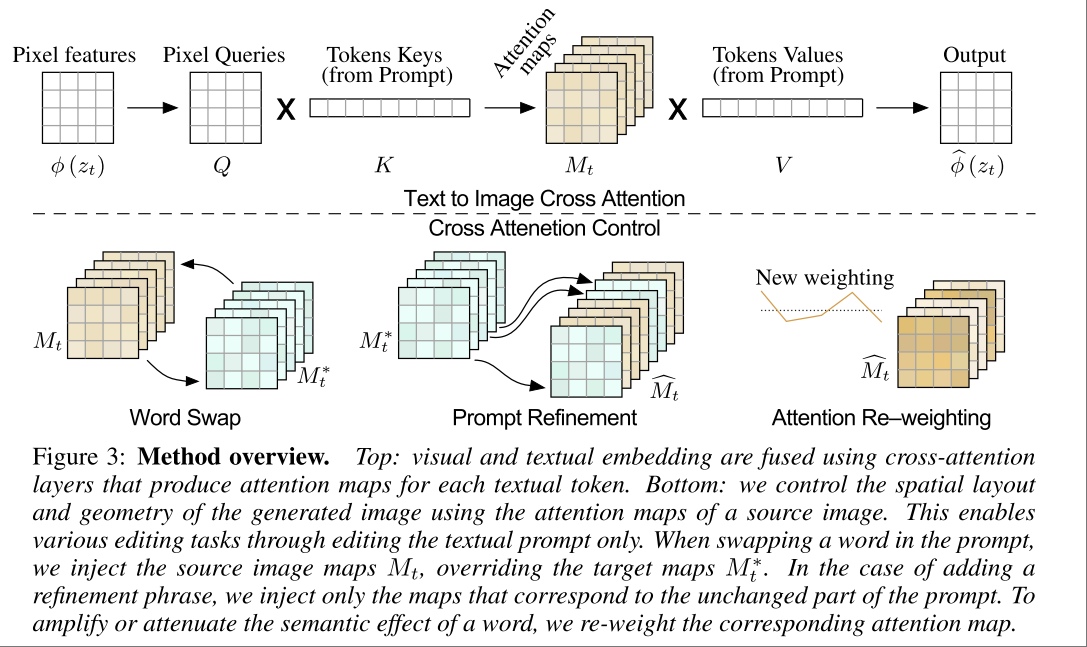 Pixel features
Pixel Queries
Tokens Keys
(from Prompt)
Attention
maps
Tokens Values
(from Prompt)
Output
ϕ (z_t)
Q
K
M_t
V
\hat{ϕ} (z_t)
Text to Image Cross Attention
Cross Attenetion Control
M_t
M_t^*
Word Swap
M_t^*
\hat{M}_t
Prompt Refinement
New weighting
\hat{M}_t
Attention Re–weighting
Figure 3: Method overview. Top: visual and textual embedding are fused using cross-attention
layers that produce attention maps for each textual token. Bottom: we control the spatial layout
and geometry of the generated image using the attention maps of a source image. This enables
various editing tasks through editing the textual prompt only. When swapping a word in the prompt,
we inject the source image maps M_t, overriding the target maps M_t^*. In the case of adding a
refinement phrase, we inject only the maps that correspond to the unchanged part of the prompt. To
amplify or attenuate the semantic effect of a word, we re-weight the corresponding attention map.